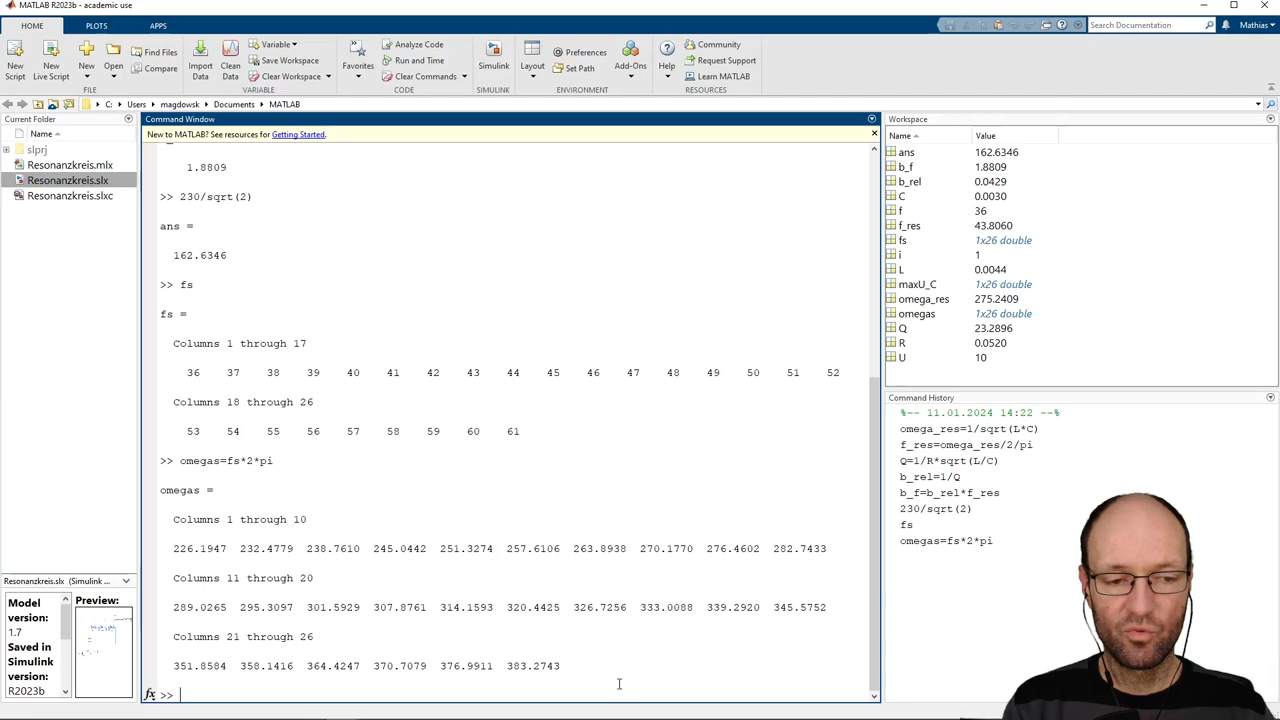 MATLAB R2023b - academic use
HOME
PLOTS
APPS
Search Documentation
Mathias
New Script
New Live Script
New
Open
Find Files
Compare
Import Data
Clean Data
Variable
Save Workspace
Clear Workspace
Favorites
Analyze Code
Run and Time
Clear Commands
Simulink
Layout
Preferences
Set Path
Add-Ons
Help
Community
Request Support
Learn MATLAB
FILE
VARIABLE
CODE
SIMULINK
ENVIRONMENT
RESOURCES
C: Users magdowsk Documents MATLAB
Current Folder
Name
slprj
Resonanzkreis.mlx
Resonanzkreis.slx
Resonanzkreis.slxc
Resonanzkreis.slx (Simulink
Model version:
1.7
Saved in Simulink
R2023b
Preview:
Command Window
New to MATLAB? See resources for Getting Started.
1.8809
>> 230/sqrt(2)
ans =
162.6346
>> fs
fs =
Columns 1 through 17
36 37 38 39 40 41 42 43 44 45 46 47 48 49 50 51 52
Columns 18 through 26
53 54 55 56 57 58 59 60 61
>> omegas=fs*2*pi
omegas =
Columns 1 through 10
226.1947 232.4779 238.7610 245.0442 251.3274 257.6106 263.8938 270.1770 276.4602 282.7433
Columns 11 through 20
289.0265 295.3097 301.5929 307.8761 314.1593 320.4425 326.7256 333.0088 339.2920 345.5752
Columns 21 through 26
351.8584 358.1416 364.4247 370.7079 376.9911 383.2743
fx >>
Workspace
Name Value
ans 162.6346
b_f 1.8809
b_rel 0.0429
C 0.0030
f 36
f_res 43.8060
fs 1x26 double
i 1
L 0.0044
maxU_C 1x26 double
omega_res 275.2409
omegas 1x26 double
Q 23.2896
R 0.0520
U 10
Command History
%-- 11.01.2024 14:22 --%
omega_res=1/sqrt(L*C)
f_res=omega_res/2/pi
Q=1/R*sqrt(L/C)
b_rel=1/Q
b_f=b_rel*f_res
230/sqrt(2)
fs
omegas=fs*2*pi